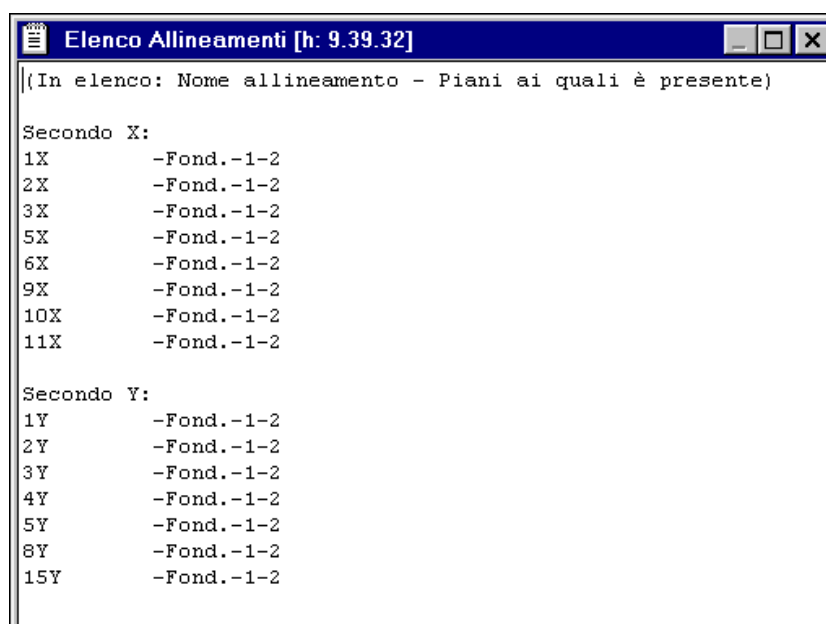 Elenco Allineamenti [h: 9.39.32]
(In elenco: Nome allineamento - Piani ai quali è presente)
Secondo X:
1X -Fond.-1-2
2X -Fond.-1-2
3X -Fond.-1-2
5X -Fond.-1-2
6X -Fond.-1-2
9X -Fond.-1-2
10X -Fond.-1-2
11X -Fond.-1-2
Secondo Y:
1Y -Fond.-1-2
2Y -Fond.-1-2
3Y -Fond.-1-2
4Y -Fond.-1-2
5Y -Fond.-1-2
8Y -Fond.-1-2
15Y -Fond.-1-2